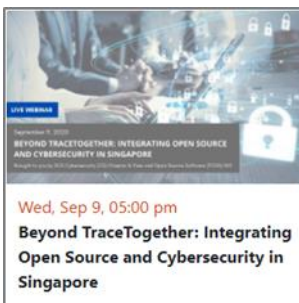 LIVE WEBINAR
September 9, 2020
BEYOND TRACETOGETHER: INTEGRATING OPEN SOURCE
AND CYBERSECURITY IN SINGAPORE
Wed, Sep 9, 05:00 pm
Beyond TraceTogether: Integrating
Open Source and Cybersecurity in
Singapore